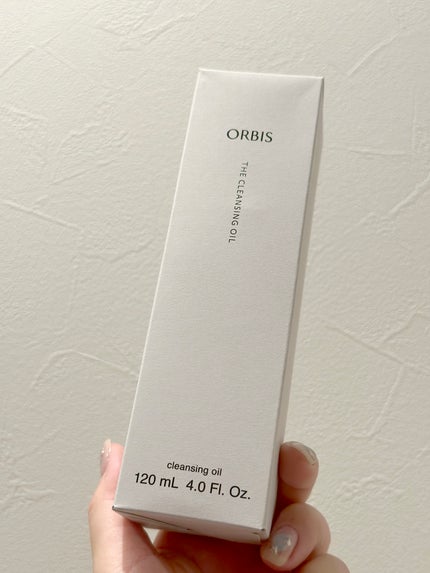 ORBIS
THE CLEANSING OIL
cleansing oil
120 mL 4.0 Fl. Oz.